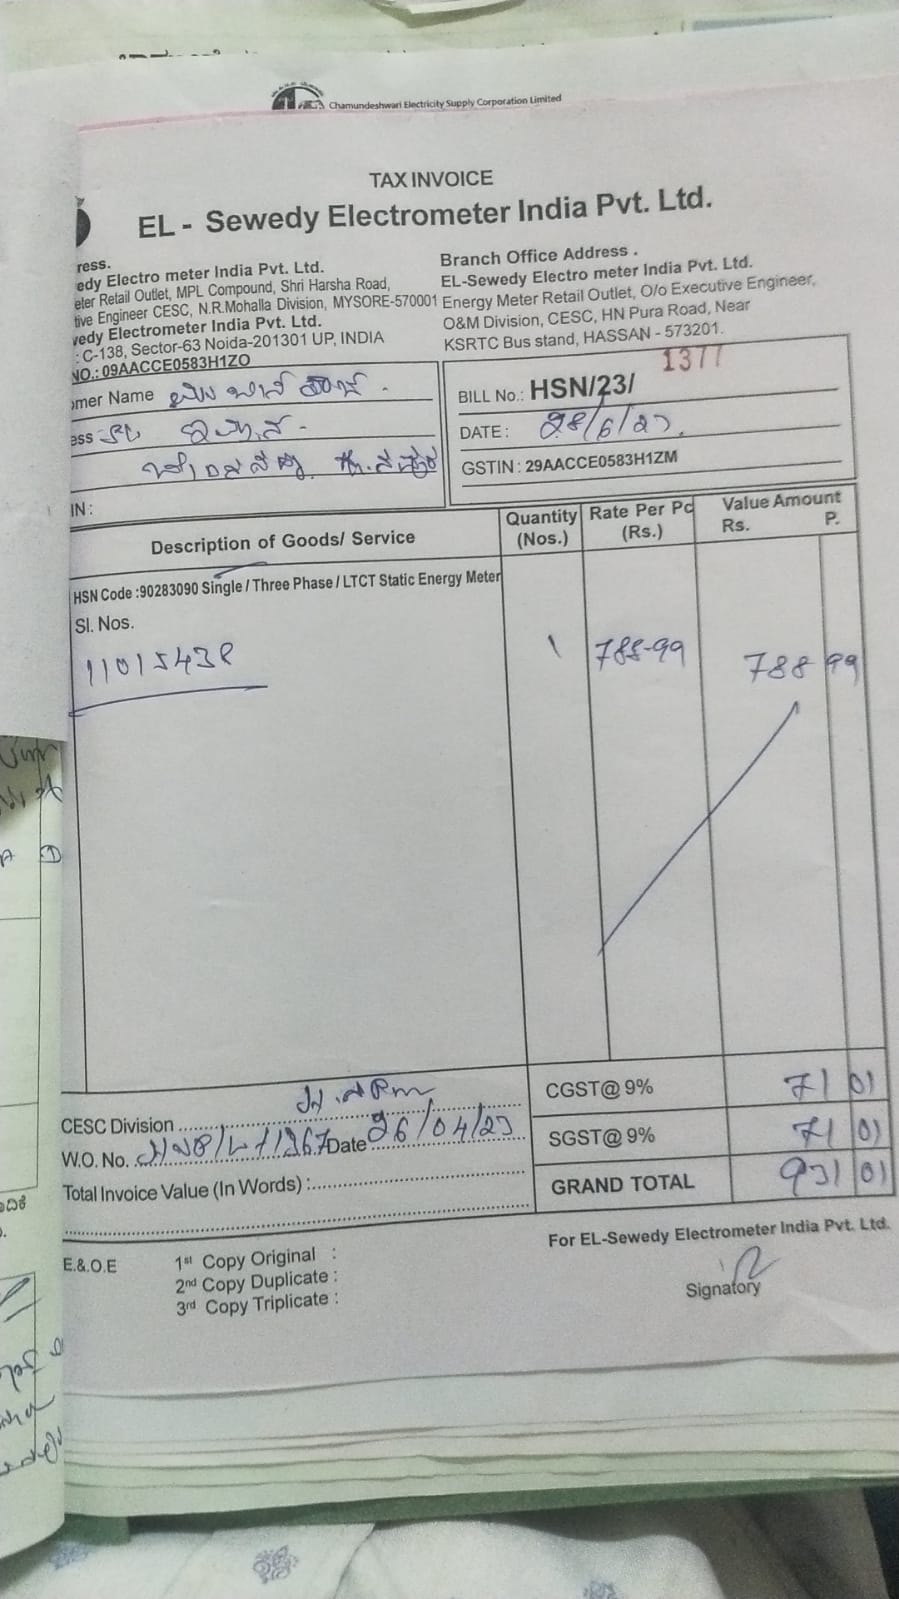 Chamundeshwari Electricity Supply Corporation Limited
TAX INVOICE
EL - Sewedy Electrometer India Pvt. Ltd.
ress.
edy Electro meter India Pvt. Ltd.
eter Retail Outlet, MPL Compound, Shri Harsha Road,
tive Engineer CESC, N.R.Mohalla Division, MYSORE-570001
vedy Electrometer India Pvt. Ltd.
: C-138, Sector-63 Noida-201301 UP, INDIA
NO.: 09AACCE0583H1ZO
Branch Office Address .
EL-Sewedy Electro meter India Pvt. Ltd.
Energy Meter Retail Outlet, O/o Executive Engineer,
O&M Division, CESC, HN Pura Road, Near
KSRTC Bus stand, HASSAN - 573201.
omer Name
ess
IN :
BILL No.: HSN/23/ 1377
DATE : 28/6/23.
GSTIN : 29AACCE0583H1ZM
Description of Goods/ Service
Quantity (Nos.)
Rate Per Pc (Rs.)
Value Amount
Rs. P.
HSN Code :90283090 Single / Three Phase / LTCT Static Energy Meter
Sl. Nos.
11015438 1 788-99 788 99
CESC Division
W.O. No. Date 26/04/23
Total Invoice Value (In Words) :
CGST@ 9% 71 01
SGST@ 9% 71 01
GRAND TOTAL 931 01
E.&.O.E
1st Copy Original :
2nd Copy Duplicate :
3rd Copy Triplicate :
For EL-Sewedy Electrometer India Pvt. Ltd.
Signatory